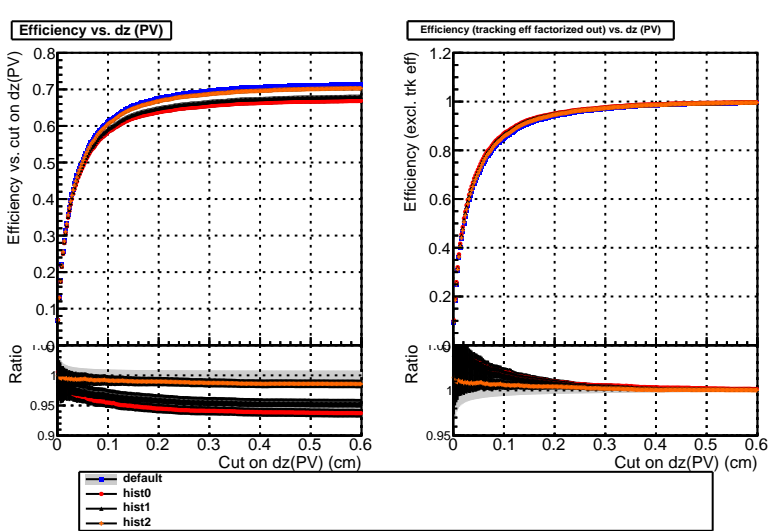 Efficiency vs. dz (PV)
Efficiency vs. cut on dz(PV)
0.8
0.7
0.6
0.5
0.4
0.3
0.2
0.1
Ratio
1
0.95
0.9
0 0.1 0.2 0.3 0.4 0.5 0.6
Cut on dz(PV) (cm)
Efficiency (tracking eff factorized out) vs. dz (PV)
Efficiency (excl. trk eff)
1.2
1
0.8
0.6
0.4
0.2
Ratio
1
0.95
0 0.1 0.2 0.3 0.4 0.5 0.6
Cut on dz(PV) (cm)
default
hist0
hist1
hist2